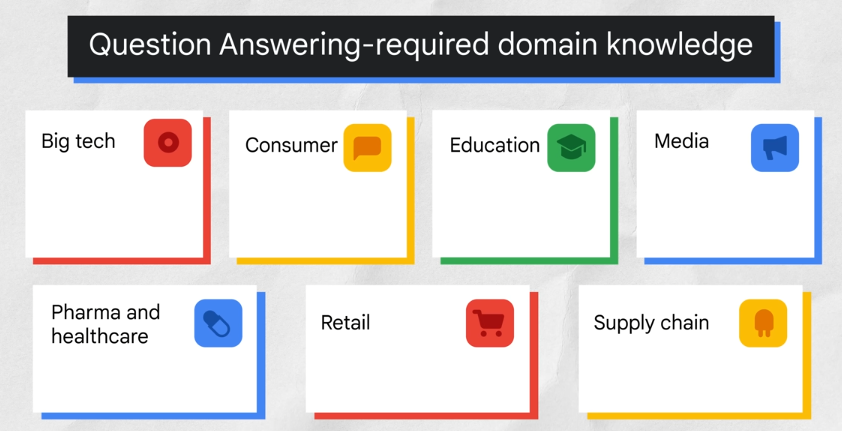 Question Answering-required domain knowledge
Big tech
Consumer
Education
Media
Pharma and
healthcare
Retail
Supply chain